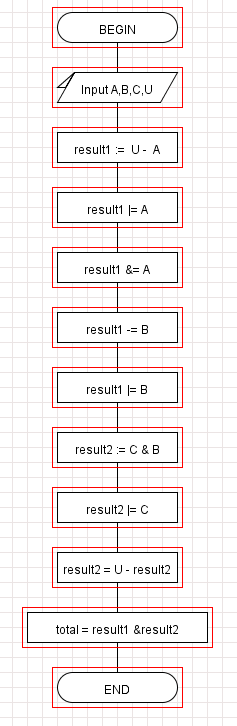 BEGIN
Input A,B,C,U
result1 := U - A
result1 |= A
result1 &= A
result1 -= B
result1 |= B
result2 := C & B
result2 |= C
result2 = U - result2
total = result1 &result2
END